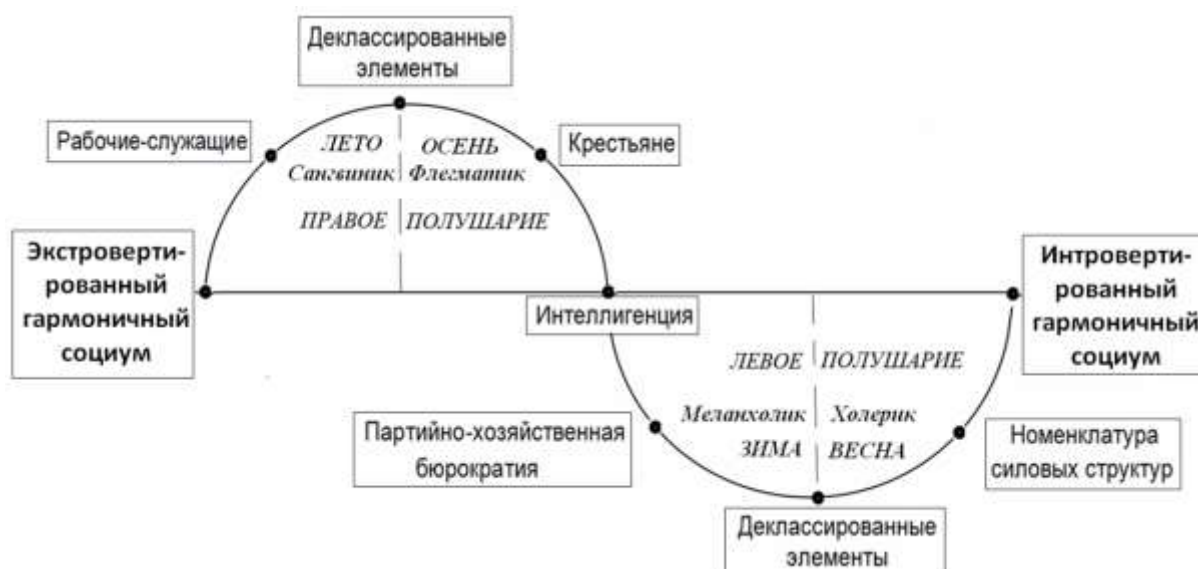 Деклассированные
элементы
Рабочие-служащие
ЛЕТО
ОСЕНЬ
Крестьяне
Сангвиник
Флегматик
ПРАВОЕ
ПОЛУШАРИЕ
Экстроверти-
рованный
гармоничный
социум
Интроверти-
рованный
гармоничный
социум
Интеллигенция
ЛЕВОЕ
ПОЛУШАРИЕ
Меланхолик
Холерик
ЗИМА
ВЕСНА
Партийно-хозяйственная
бюрократия
Номенклатура
силовых структур
Деклассированные
элементы